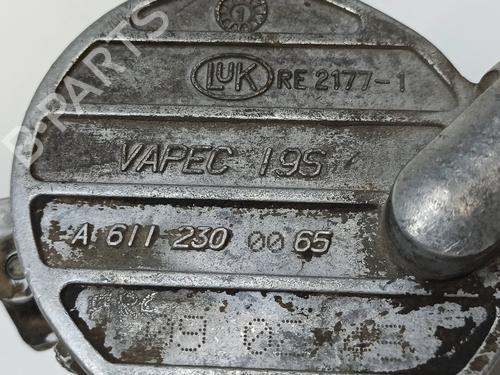 LUK RE 2177-1
VAPEC 19S
A 611 230 00 65
B-PARTS